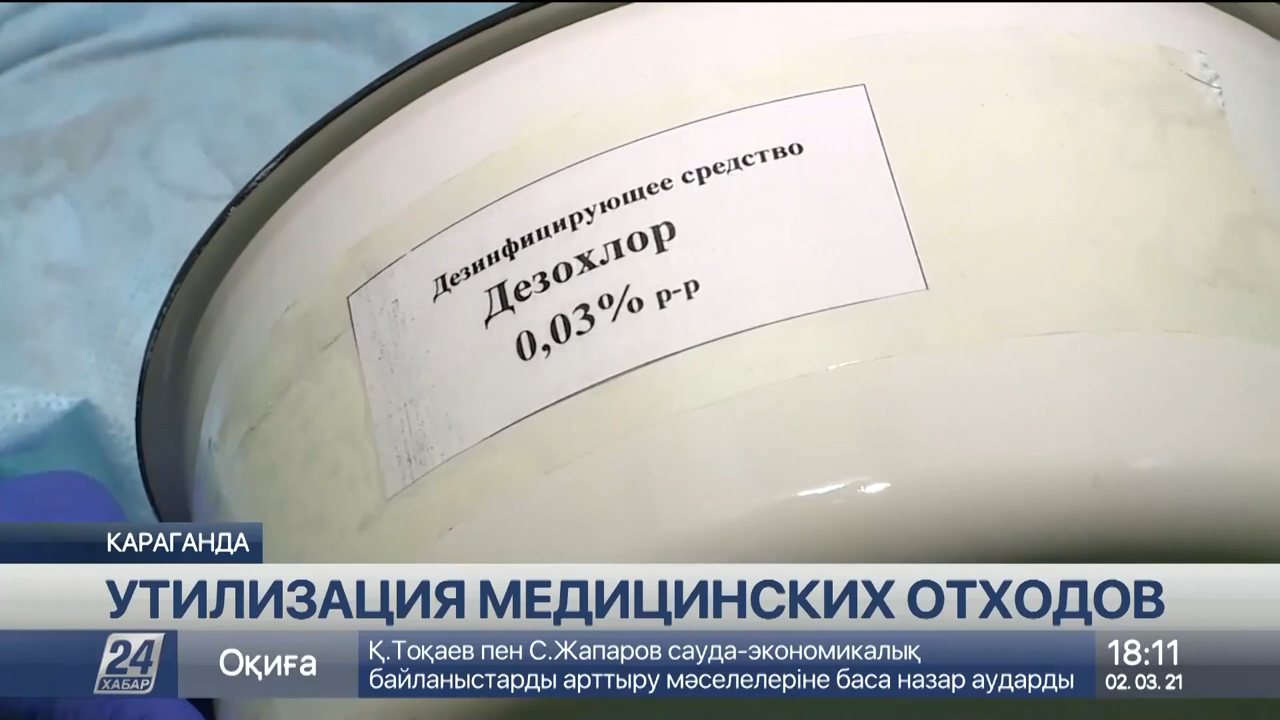 Дезинфицирующее средство
Дезохлор
0,03% р-р
КАРАГАНДА
УТИЛИЗАЦИЯ МЕДИЦИНСКИХ ОТХОДОВ
24
ХАБАР
Оқиға
Қ.Тоқаев пен С.Жапаров сауда-экономикалық
байланыстарды арттыру мәселелеріне баса назар аударды
18:11
02. 03. 21